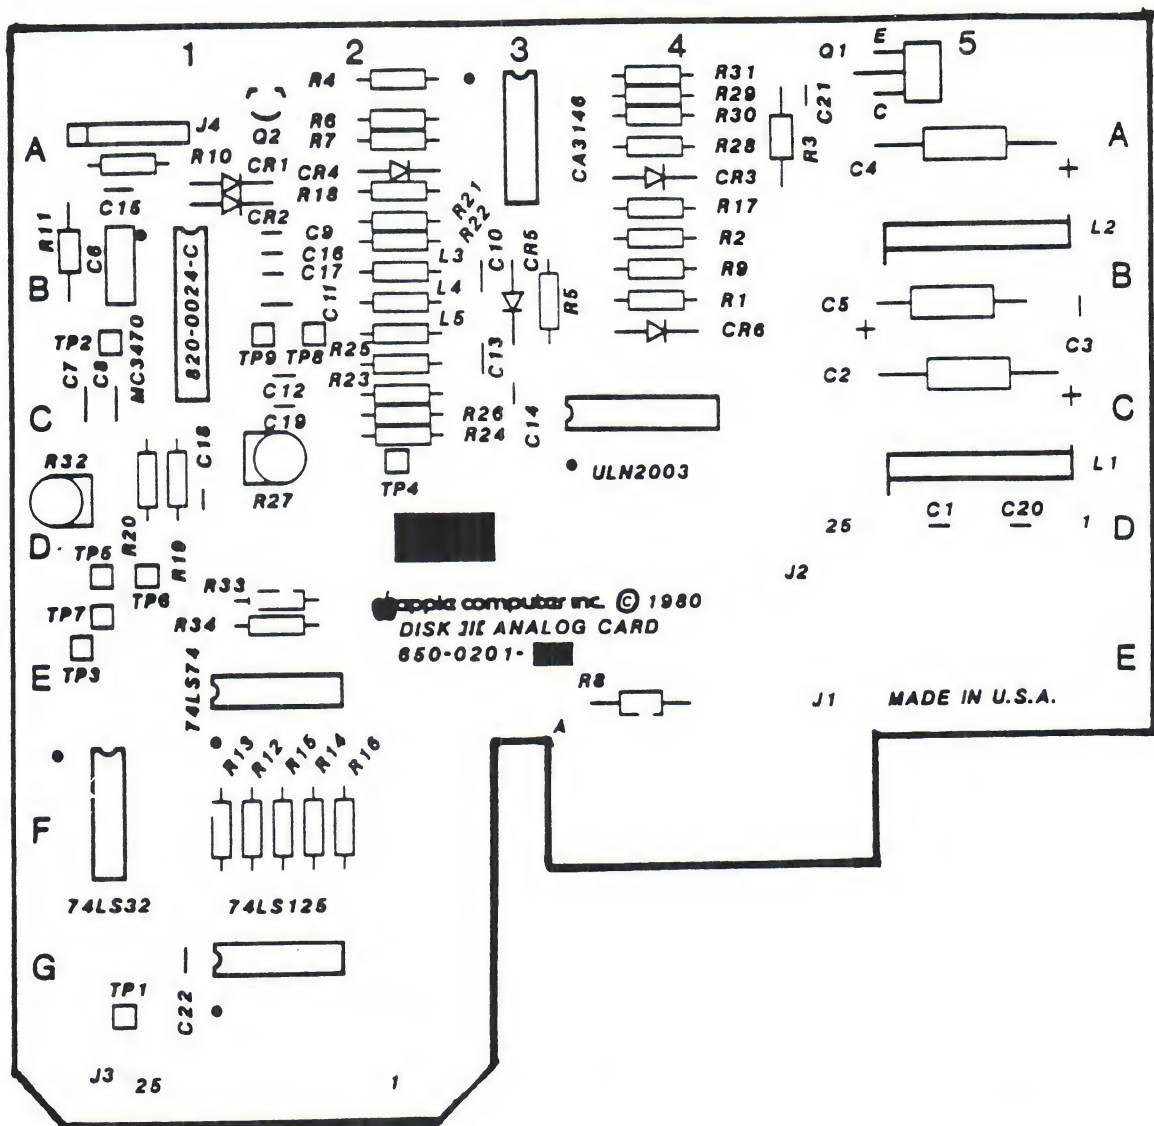 1
2
3
4
5
A
B
C
D
E
F
G
A
B
C
D
E
J4
R10
C15
R11
C6
MC3470
820-0024-C
TP2
C7
C8
Q2
CR1
CR2
CR4
R4
R6
R7
R18
R21
R22
C9
C16
C17
C11
L3
L4
L5
TP9
TP8
R25
R23
C12
C19
R26
R24
C10
CR5
R5
C13
C14
CA3146
R31
R29
R30
R28
CR3
R17
R2
R9
R1
CR6
R3
C21
Q1
E
C
C4
+
L2
C5
+
C3
C2
+
L1
C1
C20
1
25
J2
ULN2003
TP4
R27
C18
R32
R20
R19
TP5
TP6
TP7
TP3
R33
R34
apple computer inc. © 1980
DISK III ANALOG CARD
650-0201-
74LS74
R8
A
J1
MADE IN U.S.A.
R13
R12
R15
R14
R16
74LS32
74LS125
TP1
C22
J3
25
1